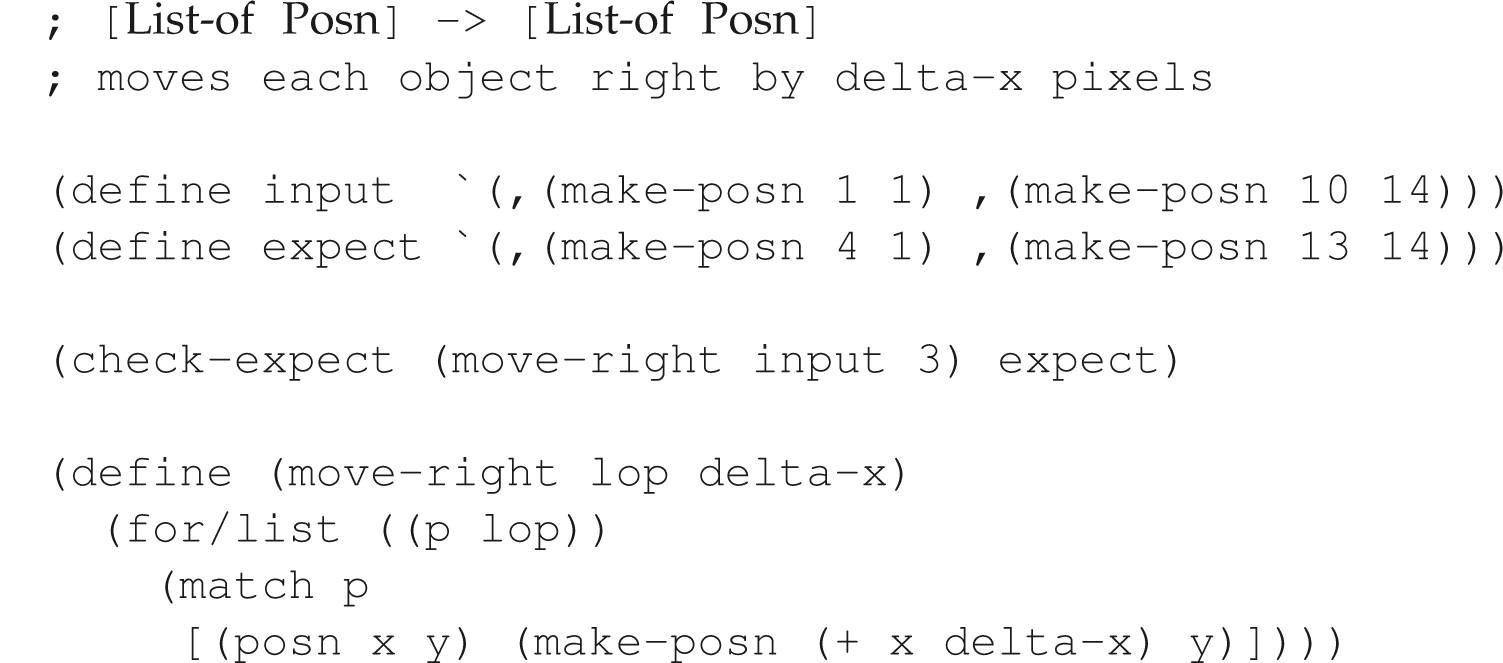 ; [List-of Posn] -> [List-of Posn]
; moves each object right by delta-x pixels
(define input  `(,(make-posn 1 1) ,(make-posn 10 14)))
(define expect `(,(make-posn 4 1) ,(make-posn 13 14)))
(check-expect (move-right input 3) expect)
(define (move-right lop delta-x)
  (for/list ((p lop))
    (match p
     [(posn x y) (make-posn (+ x delta-x) y)])))